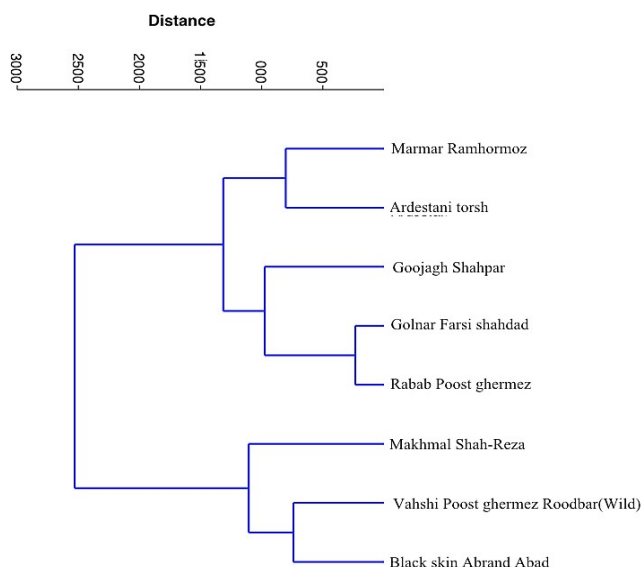 Distance
3000
2500
2000
1500
000
500
Marmar Ramhormoz
Ardestani torsh
Goojagh Shahpar
Golnar Farsi shahdad
Rabab Poost ghermez
Makhmal Shah-Reza
Vahshi Poost ghermez Roodbar(Wild)
Black skin Abrand Abad